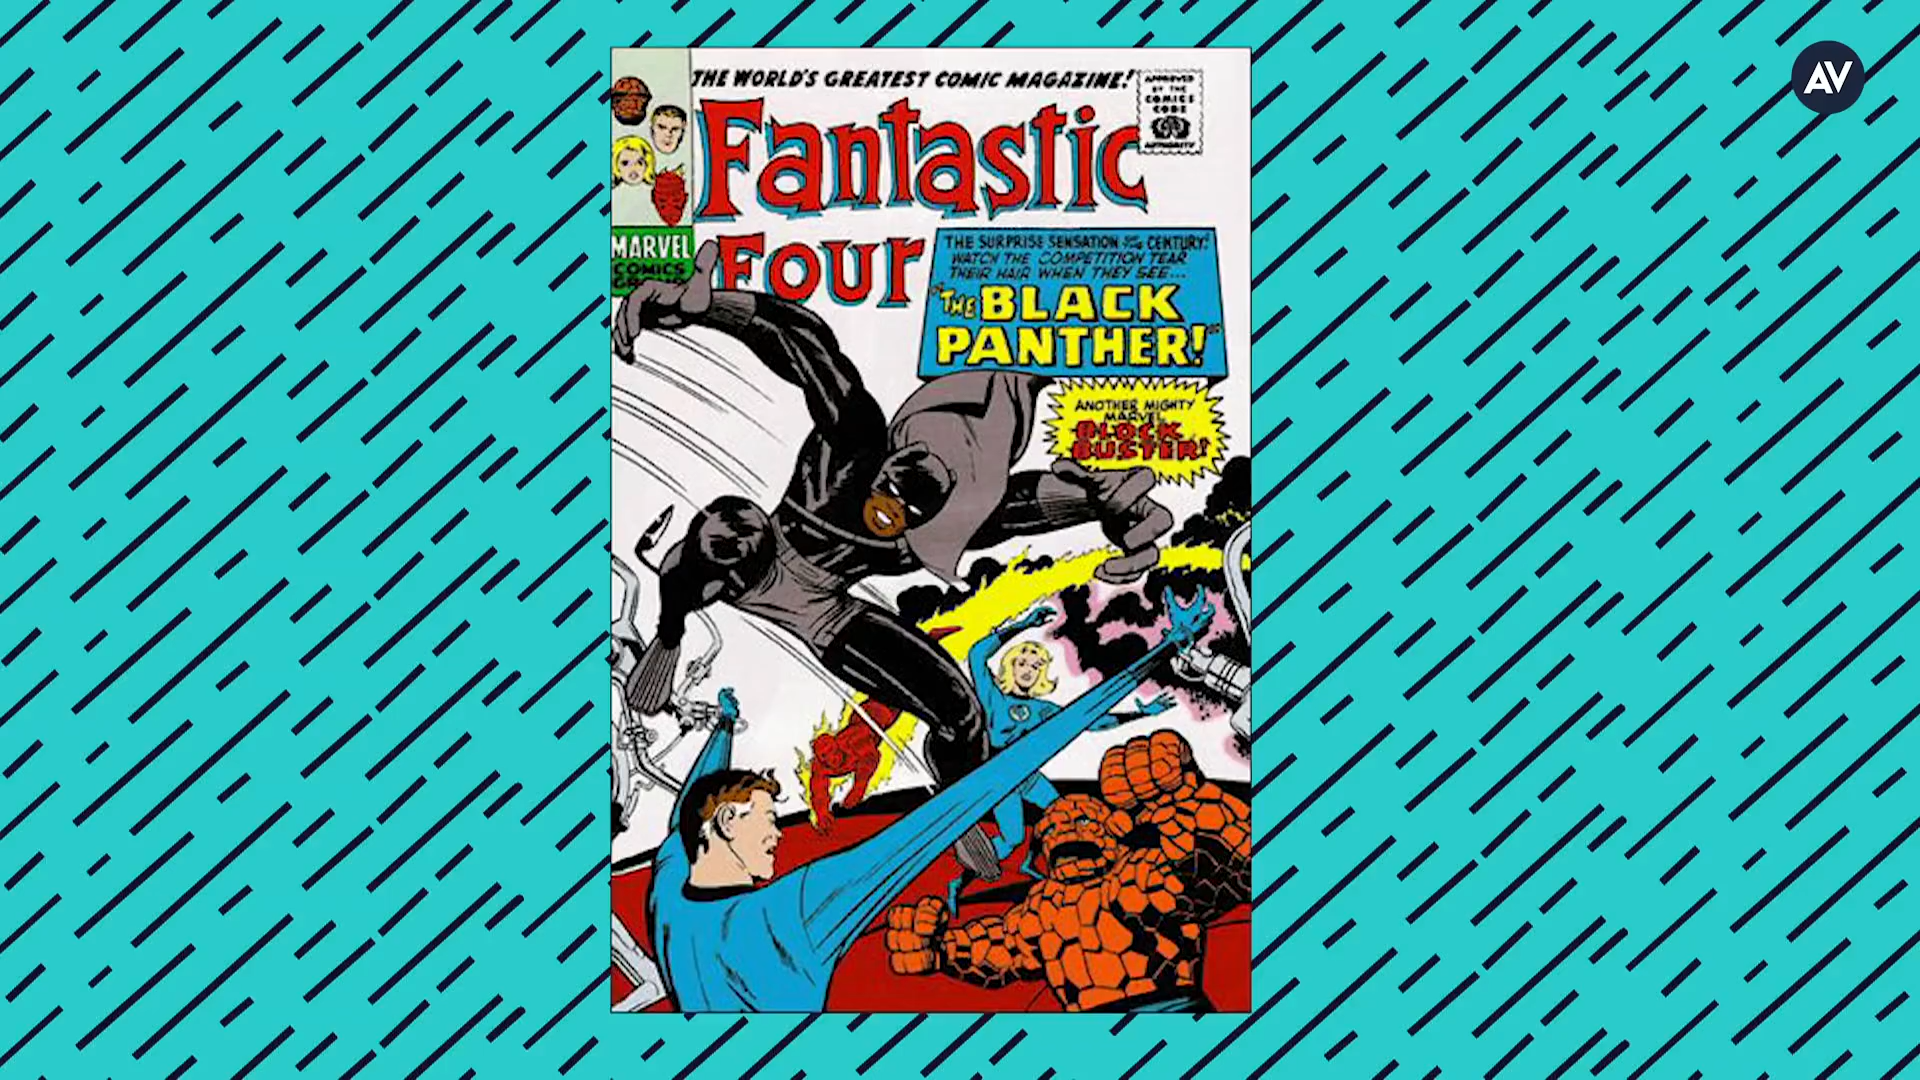 THE WORLD'S GREATEST COMIC MAGAZINE!
APPROVED
BY THE
COMICS
CODE
AUTHORITY
Fantastic
Four
MARVEL
COMICS
GROUP
THE SURPRISE SENSATION OF THE CENTURY!
WATCH THE COMPETITION TEAR
THEIR HAIR WHEN THEY SEE...
"THE BLACK
PANTHER!"
ANOTHER MIGHTY
MARVEL
BLOCK
BUSTER!
AV